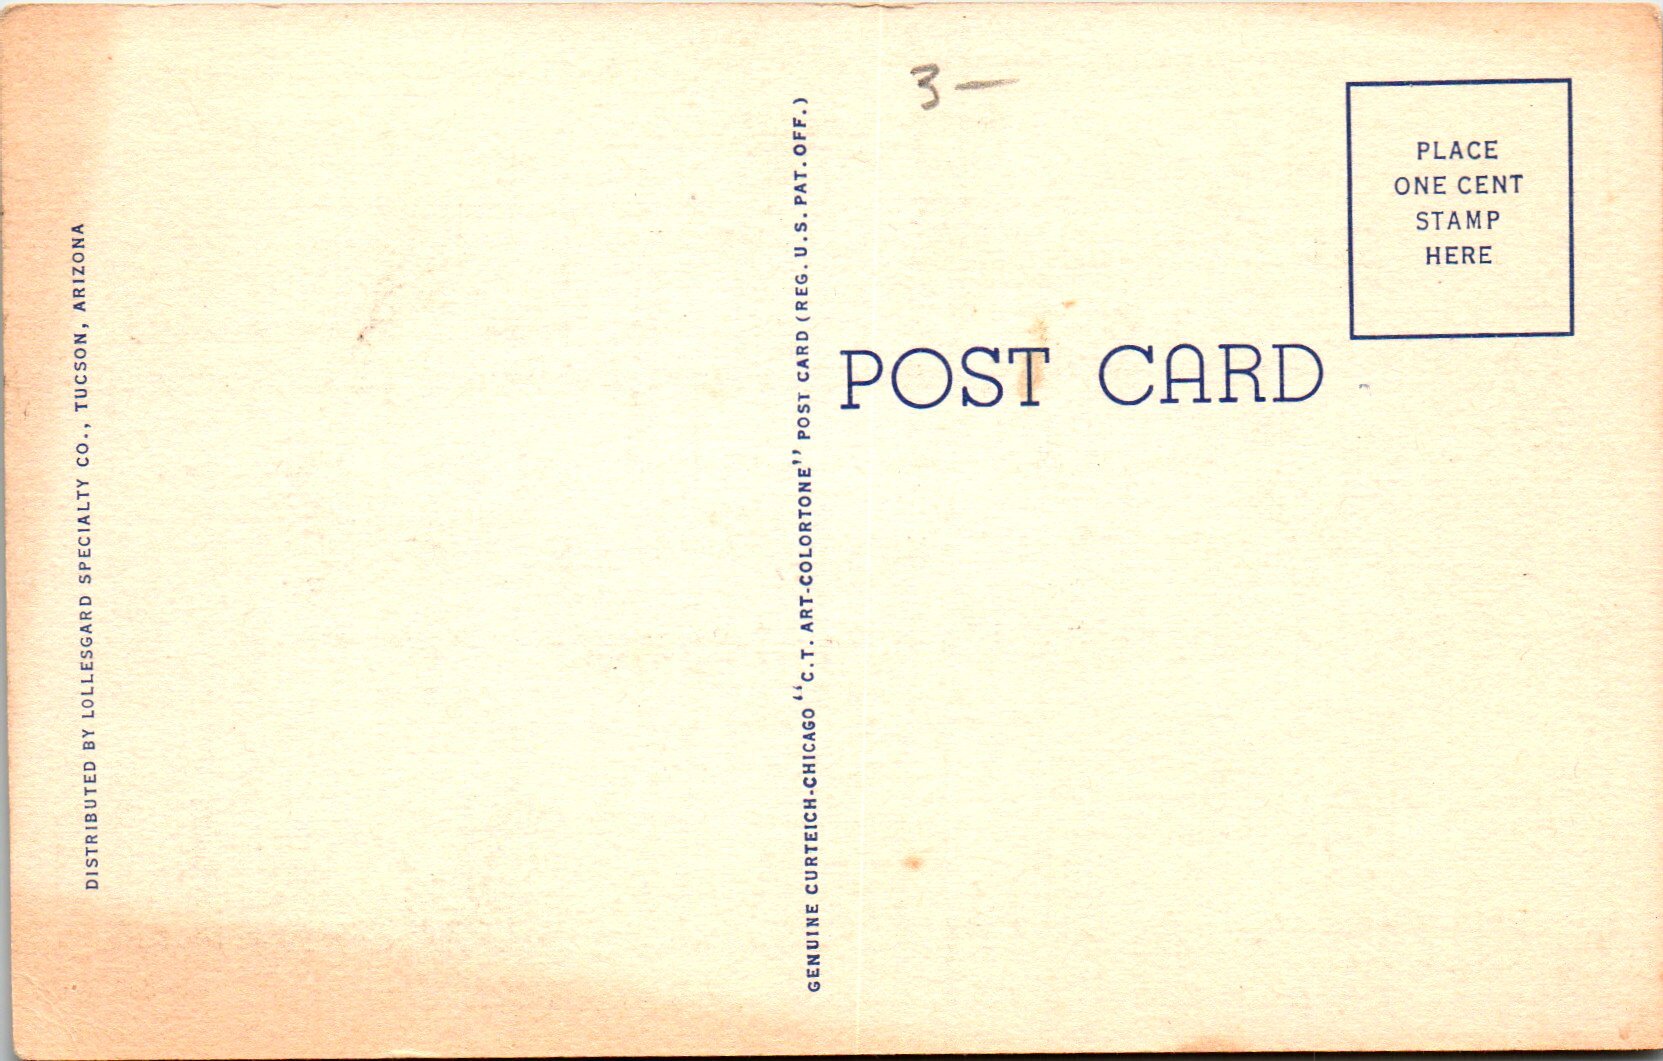 DISTRIBUTED BY LOLLESGARD SPECIALTY CO., TUCSON, ARIZONA
GENUINE CURTEICH-CHICAGO "C.T. ART-COLORTONE" POST CARD (REG. U.S. PAT. OFF.)
3 —
POST CARD
PLACE
ONE CENT
STAMP
HERE